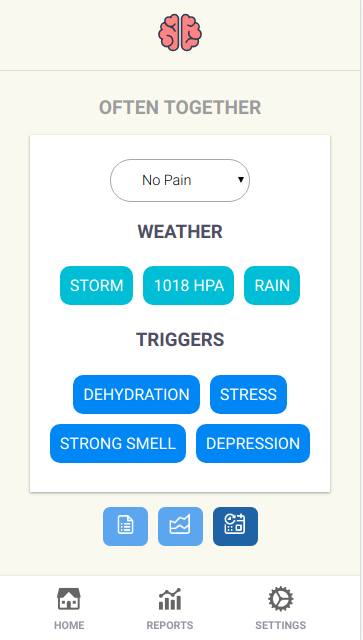 OFTEN TOGETHER
No Pain
WEATHER
STORM 1018 HPA RAIN
TRIGGERS
DEHYDRATION STRESS
STRONG SMELL DEPRESSION
HOME REPORTS SETTINGS